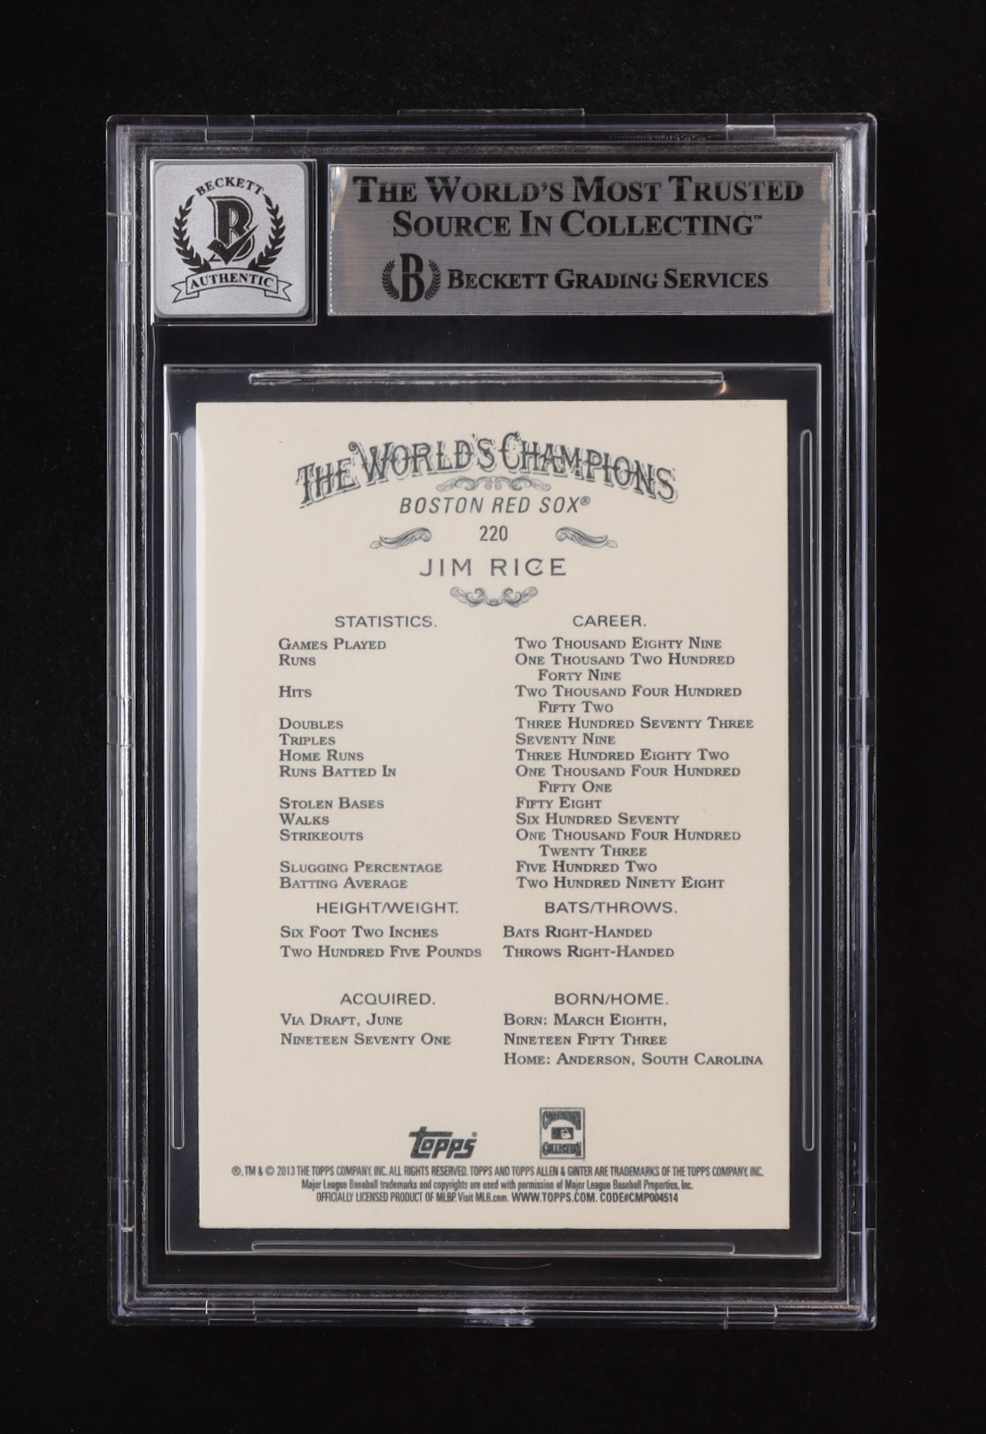 BECKETT
B
AUTHENTIC
THE WORLD'S MOST TRUSTED
SOURCE IN COLLECTING™
B BECKETT GRADING SERVICES
THE WORLD'S CHAMPIONS
BOSTON RED SOX®
220
JIM RICE
STATISTICS. CAREER.
GAMES PLAYED TWO THOUSAND EIGHTY NINE
RUNS ONE THOUSAND TWO HUNDRED
FORTY NINE
HITS TWO THOUSAND FOUR HUNDRED
FIFTY TWO
DOUBLES THREE HUNDRED SEVENTY THREE
TRIPLES SEVENTY NINE
HOME RUNS THREE HUNDRED EIGHTY TWO
RUNS BATTED IN ONE THOUSAND FOUR HUNDRED
FIFTY ONE
STOLEN BASES FIFTY EIGHT
WALKS SIX HUNDRED SEVENTY
STRIKEOUTS ONE THOUSAND FOUR HUNDRED
TWENTY THREE
SLUGGING PERCENTAGE FIVE HUNDRED TWO
BATTING AVERAGE TWO HUNDRED NINETY EIGHT
HEIGHT/WEIGHT. BATS/THROWS.
SIX FOOT TWO INCHES BATS RIGHT-HANDED
TWO HUNDRED FIVE POUNDS THROWS RIGHT-HANDED
ACQUIRED. BORN/HOME.
VIA DRAFT, JUNE BORN: MARCH EIGHTH,
NINETEEN SEVENTY ONE NINETEEN FIFTY THREE
HOME: ANDERSON, SOUTH CAROLINA
topps®
COOPERSTOWN
COLLECTION
®, TM & © 2013 THE TOPPS COMPANY, INC. ALL RIGHTS RESERVED. TOPPS AND TOPPS ALLEN & GINTER ARE TRADEMARKS OF THE TOPPS COMPANY, INC.
Major League Baseball trademarks and copyrights are used with permission of Major League Baseball Properties, Inc.
OFFICIALLY LICENSED PRODUCT OF MLBP. Visit MLB.com. WWW.TOPPS.COM. CODE#CMP004514